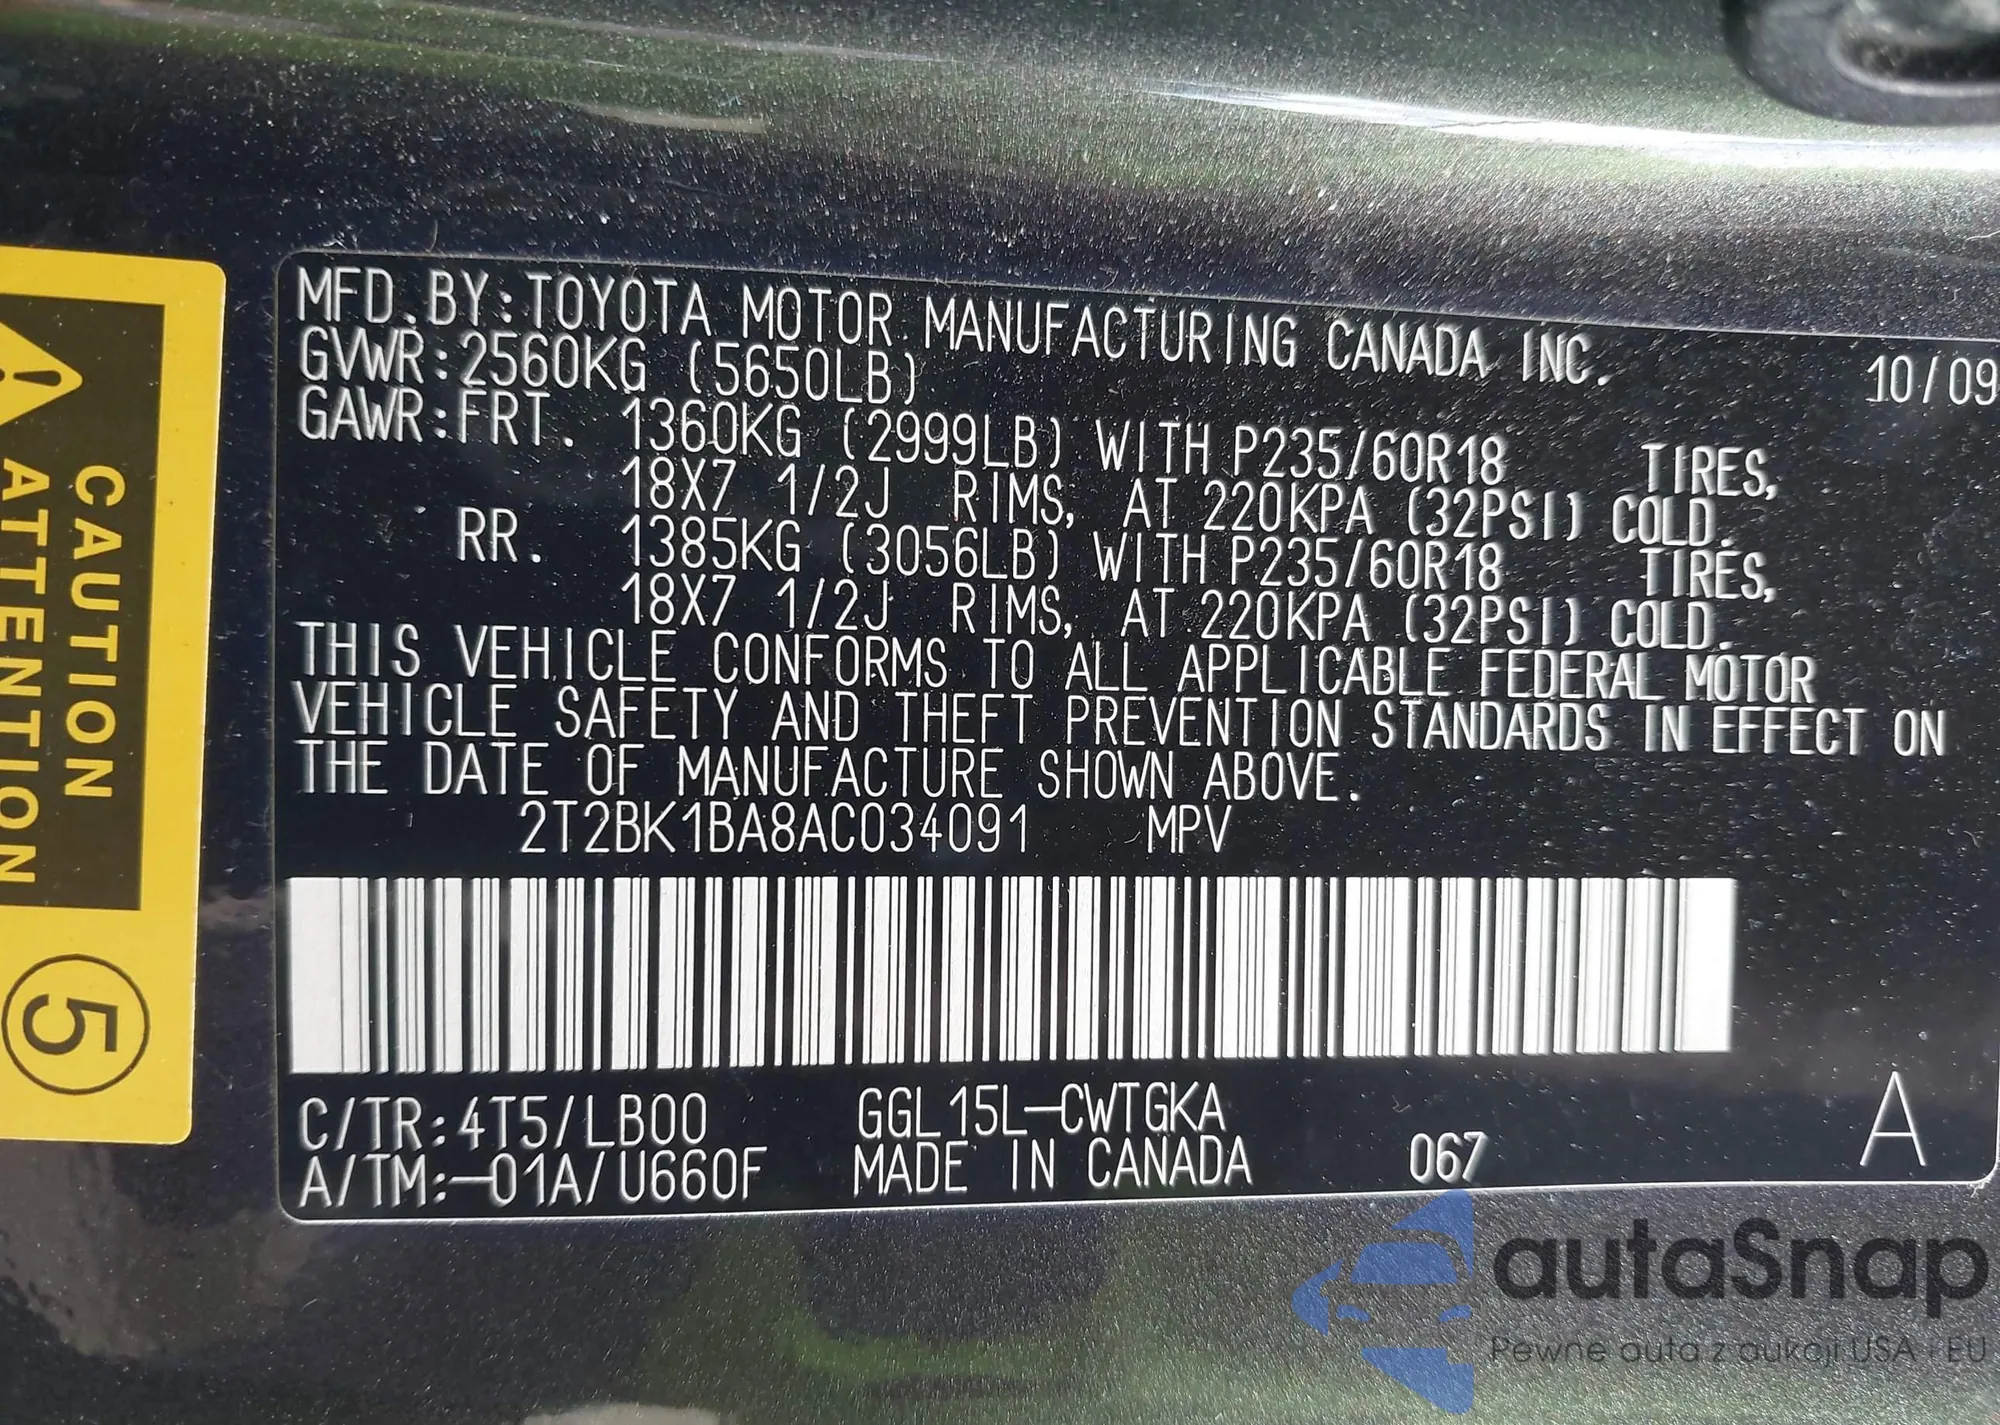 MFD.BY:TOYOTA MOTOR MANUFACTURING CANADA INC. 10/09
GVWR:2560KG (5650LB)
GAWR:FRT. 1360KG (2999LB) WITH P235/60R18 TIRES,
18X7 1/2J RIMS, AT 220KPA (32PSI) COLD.
RR. 1385KG (3056LB) WITH P235/60R18 TIRES,
18X7 1/2J RIMS, AT 220KPA (32PSI) COLD.
THIS VEHICLE CONFORMS TO ALL APPLICABLE FEDERAL MOTOR
VEHICLE SAFETY AND THEFT PREVENTION STANDARDS IN EFFECT ON
THE DATE OF MANUFACTURE SHOWN ABOVE.
2T2BK1BA8AC034091 MPV
C/TR:4T5/LB00 GGL15L-CWTGKA
A/TM:-01A/U660F MADE IN CANADA 067 A
CAUTION
ATTENTION
5
autaSnap
Pewne auta z aukcji USA i EU